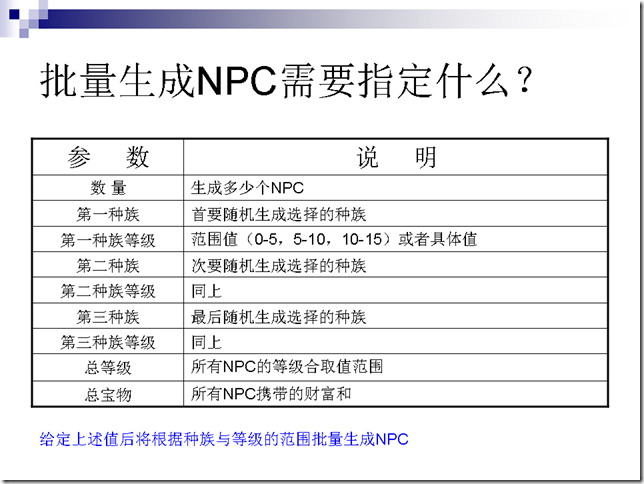 批量生成NPC需要指定什么？
参 数 说 明
数 量 生成多少个NPC
第一种族 首要随机生成选择的种族
第一种族等级 范围值（0-5，5-10，10-15）或者具体值
第二种族 次要随机生成选择的种族
第二种族等级 同上
第三种族 最后随机生成选择的种族
第三种族等级 同上
总等级 所有NPC的等级合取值范围
总宝物 所有NPC携带的财富和
给定上述值后将根据种族与等级的范围批量生成NPC